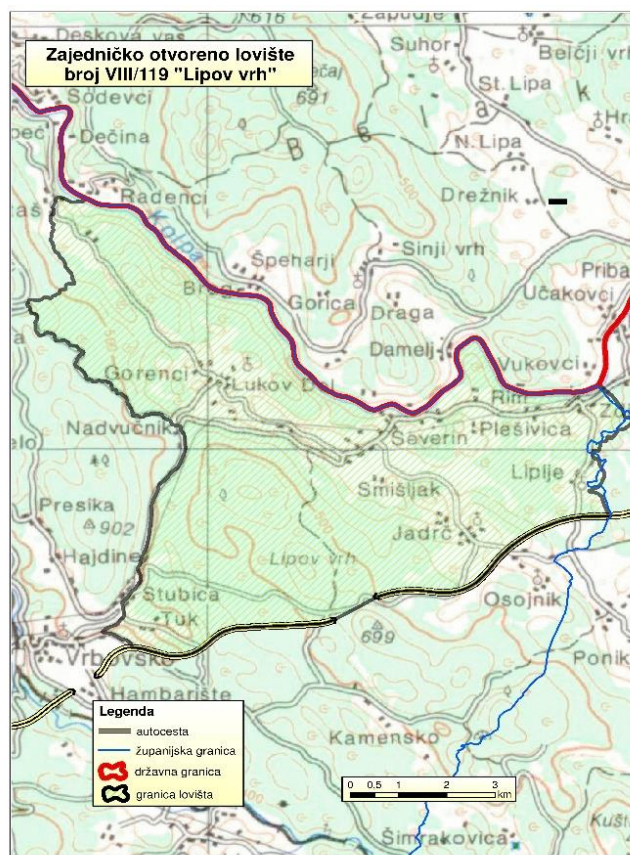 Zajedničko otvoreno lovište
broj VIII/119 "Lipov vrh"
Deskova vas
616
Suhor
Belčji vrh
691
St. Lipa
Sodevci
Dečina
N. Lipa
Radenci
Drežnik
Kolpa
Sinji vrh
Špeharji
Priba
Breg
Gorica
Učakovci
Draga
Damelj
Vukovci
Gorenci
Lukov Dol
Rim
Nadvučnik
Severin
Plešivica
Liplje
Smišljak
Presika
902
Jadrč
Hajdine
Lipov vrh
Stubica
Osojnik
Tuk
699
Vrbovsko
Ponik
Hambarište
Kamensko
Šimrakovica
Legenda
autocesta
županijska granica
državna granica
granica lovišta
0 0.5 1 2 3
km